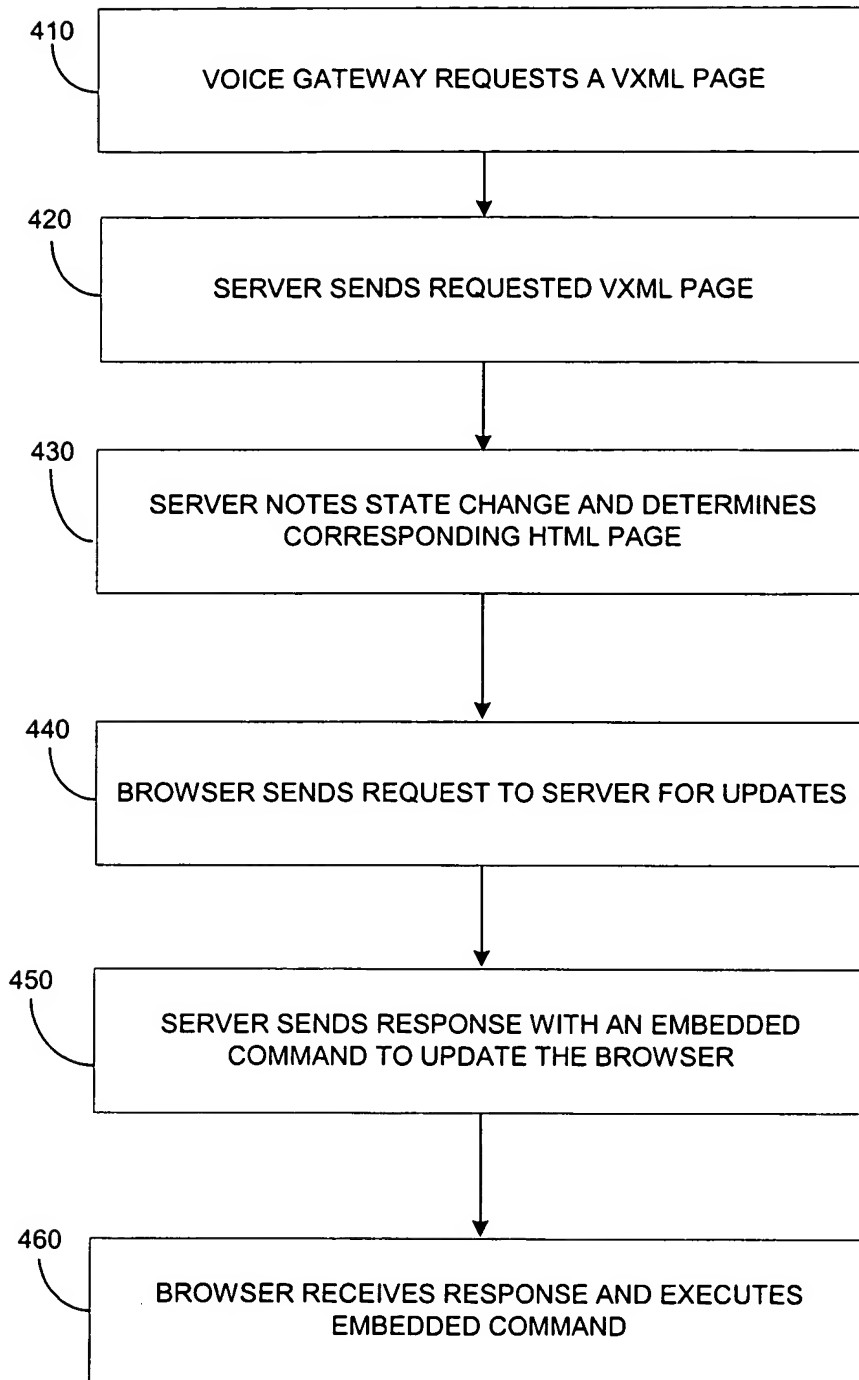 410
VOICE GATEWAY REQUESTS A VXML PAGE
420
SERVER SENDS REQUESTED VXML PAGE
430
SERVER NOTES STATE CHANGE AND DETERMINES
CORRESPONDING HTML PAGE
440
BROWSER SENDS REQUEST TO SERVER FOR UPDATES
450
SERVER SENDS RESPONSE WITH AN EMBEDDED
COMMAND TO UPDATE THE BROWSER
460
BROWSER RECEIVES RESPONSE AND EXECUTES
EMBEDDED COMMAND